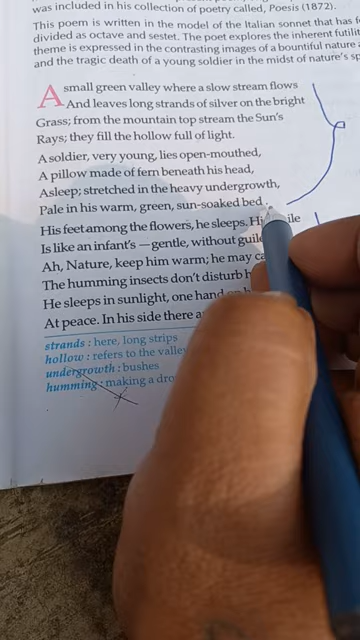 was included in his collection of poetry called, Poesis (1872).
This poem is written in the model of the Italian sonnet that has
divided as octave and sestet. The poet explores the inherent
theme is expressed in the contrasting images of a bountiful nature
and the tragic death of a young soldier in the midst of nature's
A small green valley where a slow stream flows
And leaves long strands of silver on the bright
Grass; from the mountain top stream the Sun's
Rays; they fill the hollow full of light.
A soldier, very young, lies open-mouthed,
A pillow made of fern beneath his head,
Asleep; stretched in the heavy undergrowth,
Pale in his warm, green, sun-soaked bed.
His feet among the flowers, he sleeps.
Is like an infant's — gentle, without
Ah, Nature, keep him warm; he may
The humming insects don't disturb
He sleeps in sunlight, one hand
At peace. In his side there
strands : here, long strips
hollow : refers to the
undergrowth : bushes
humming : making a